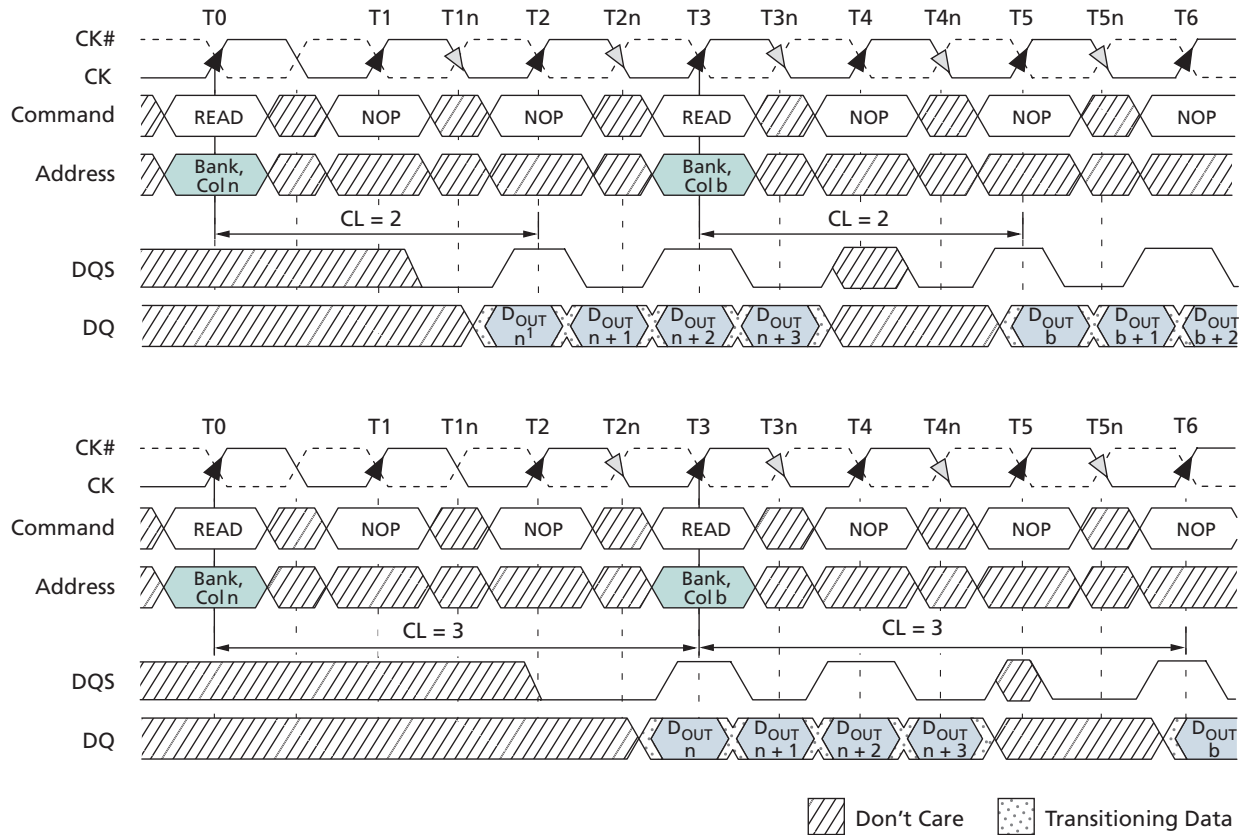 T0 T1 T1n T2 T2n T3 T3n T4 T4n T5 T5n T6
CK#
CK
Command READ NOP NOP READ NOP NOP NOP
Address Bank, Col n Bank, Col b
CL = 2 CL = 2
DQS
DQ DOUT n1 DOUT n + 1 DOUT n + 2 DOUT n + 3 DOUT b DOUT b + 1 DOUT b + 2
T0 T1 T1n T2 T2n T3 T3n T4 T4n T5 T5n T6
CK#
CK
Command READ NOP NOP READ NOP NOP NOP
Address Bank, Col n Bank, Col b
CL = 3 CL = 3
DQS
DQ DOUT n DOUT n + 1 DOUT n + 2 DOUT n + 3 DOUT b
Don't Care Transitioning Data